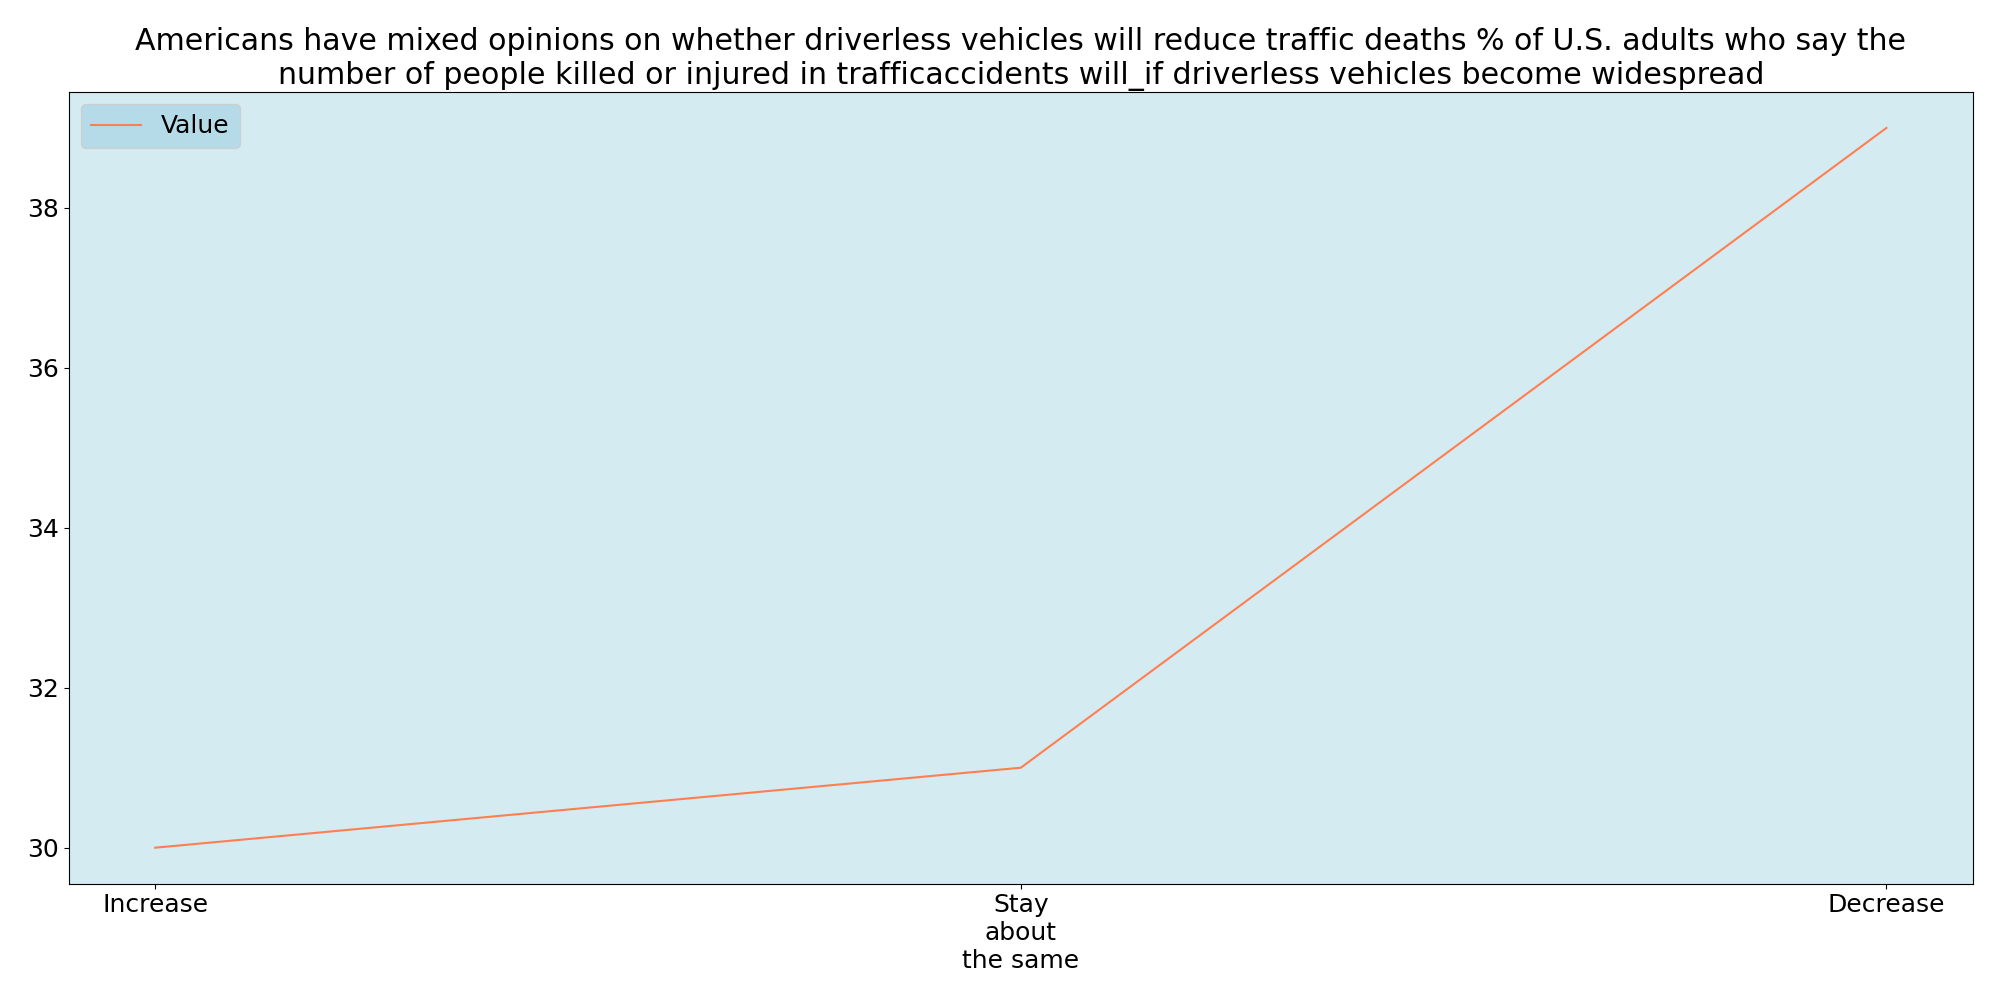 Americans have mixed opinions on whether driverless vehicles will reduce traffic deaths % of U.S. adults who say the
number of people killed or injured in trafficaccidents will_if driverless vehicles become widespread
Value
38
36
34
32
30
Increase
Stay
about
the same
Decrease